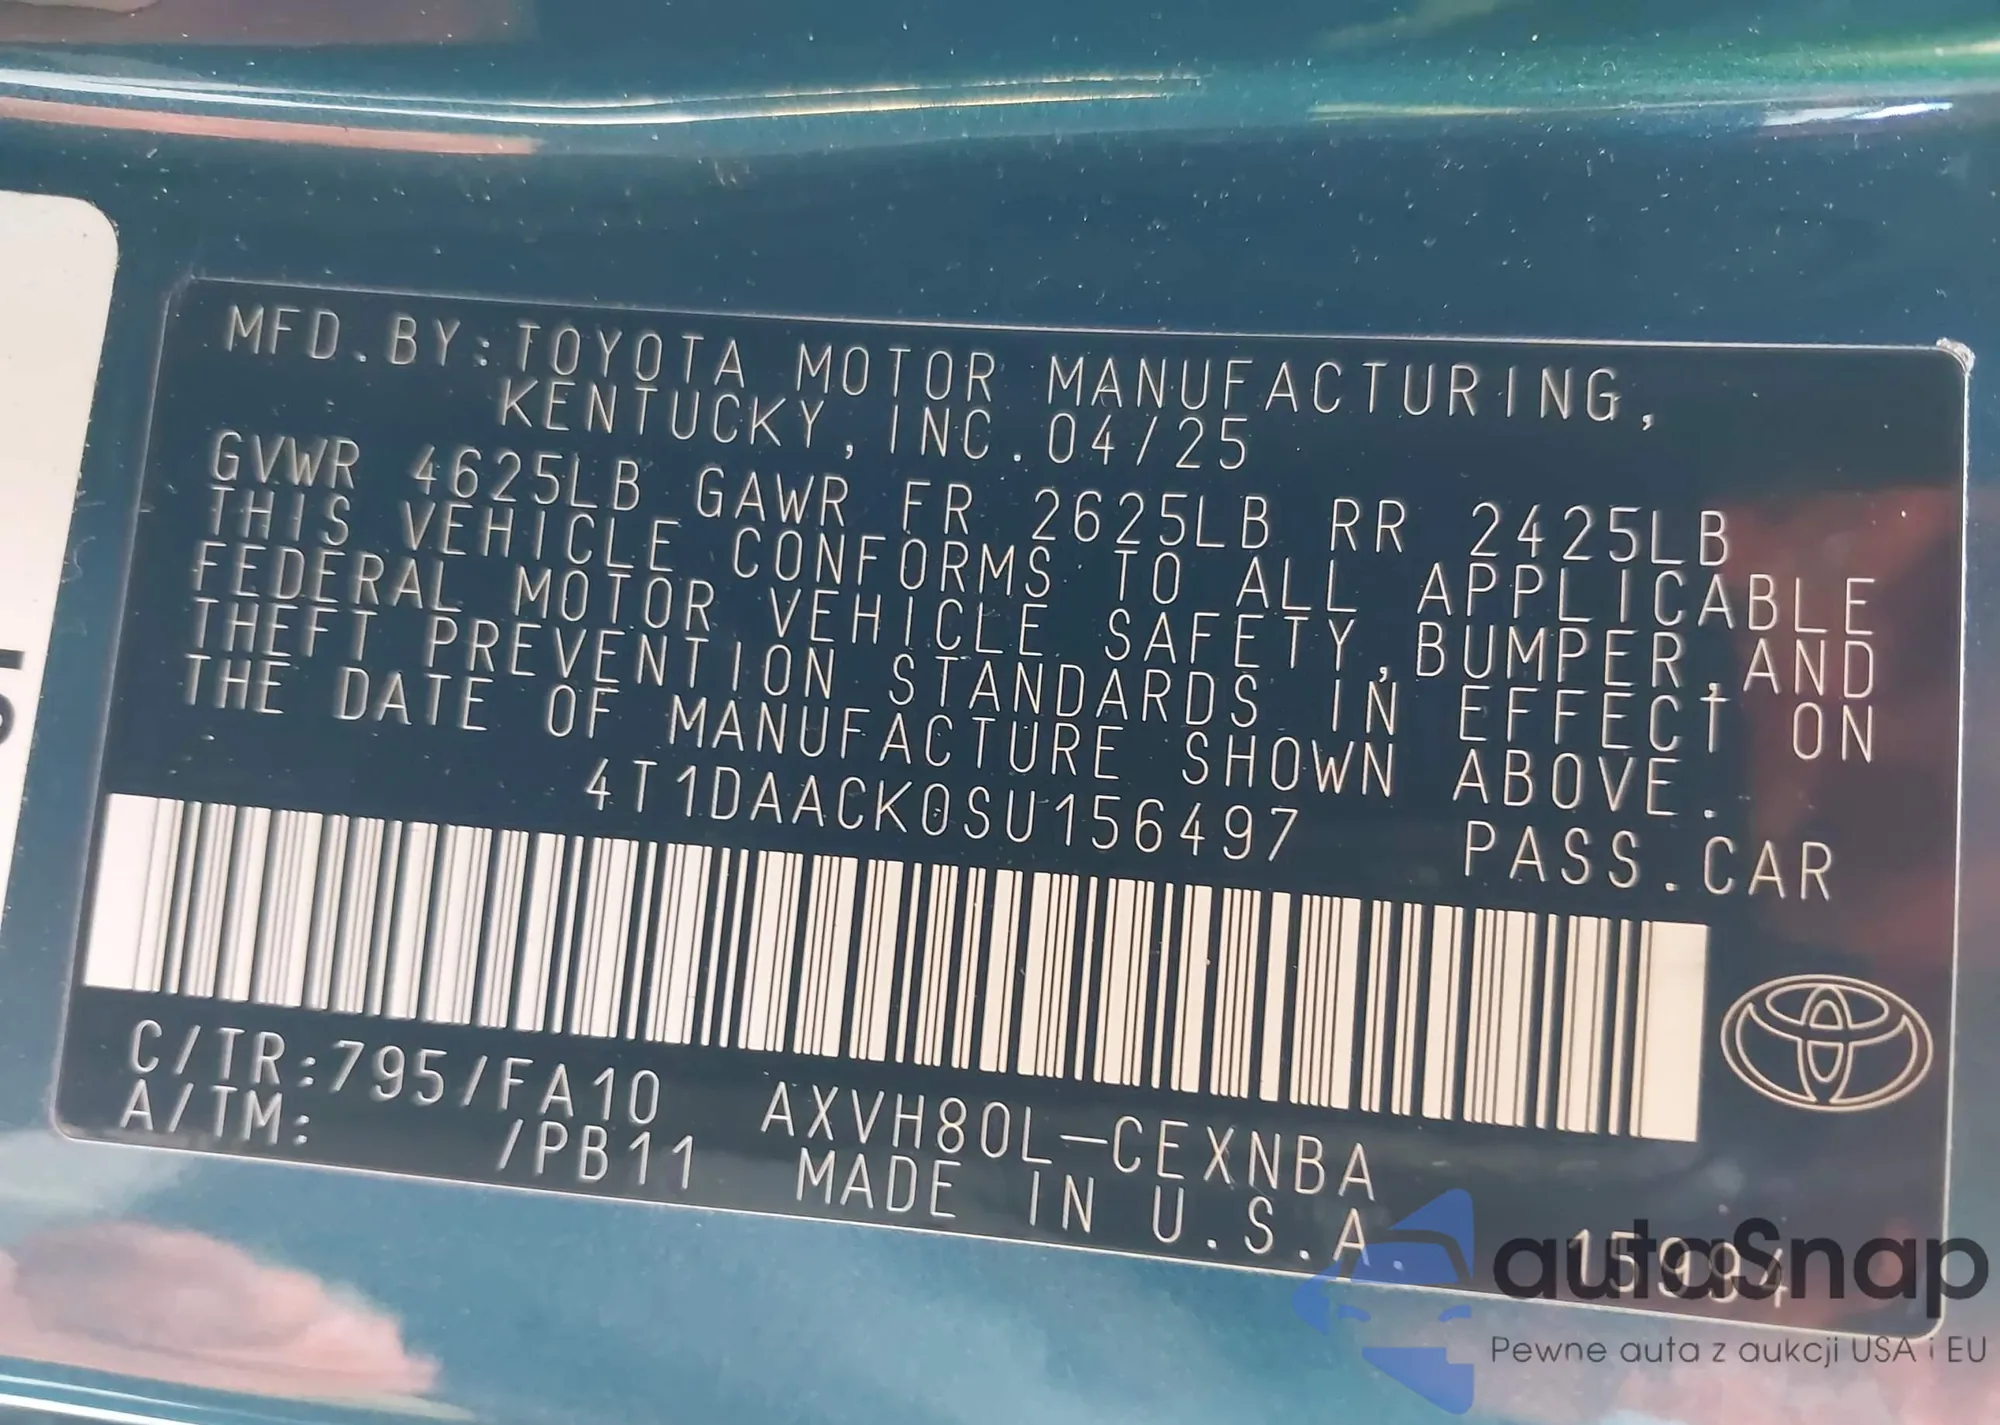 MFD.BY:TOYOTA MOTOR MANUFACTURING,
KENTUCKY, INC. 04/25
GVWR 4625LB GAWR FR 2625LB RR 2425LB
THIS VEHICLE CONFORMS TO ALL APPLICABLE
FEDERAL MOTOR VEHICLE SAFETY,BUMPER,AND
THEFT PREVENTION STANDARDS IN EFFECT ON
THE DATE OF MANUFACTURE SHOWN ABOVE.
4T1DAACK0SU156497 PASS.CAR
C/TR:795/FA10 AXVH80L-CEXNBA
A/TM: /PB11 MADE IN U.S.A
15994
autaSnap
Pewne auta z aukcji USA i EU